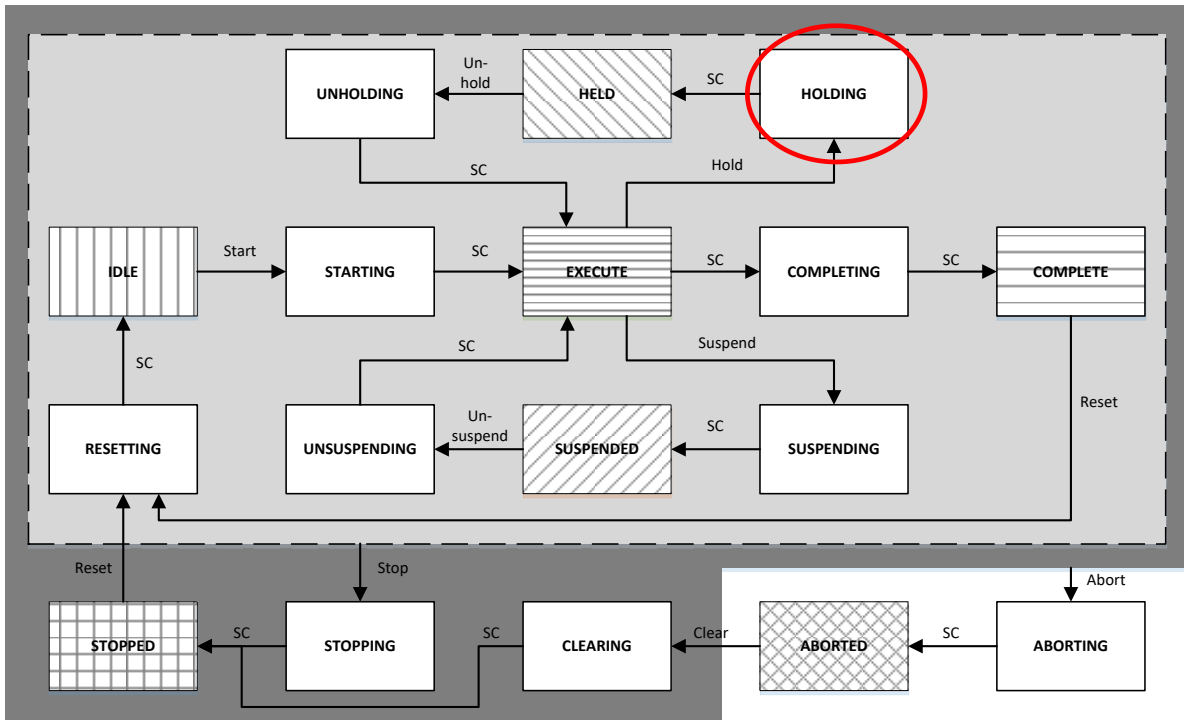 Un-
hold
SC
UNHOLDING
HELD
HOLDING
SC
Hold
Start
SC
SC
SC
IDLE
STARTING
EXECUTE
COMPLETING
COMPLETE
SC
Suspend
SC
Reset
Un-
suspend
SC
RESETTING
UNSUSPENDING
SUSPENDED
SUSPENDING
Reset
Stop
Abort
SC
SC
Clear
SC
STOPPED
STOPPING
CLEARING
ABORTED
ABORTING